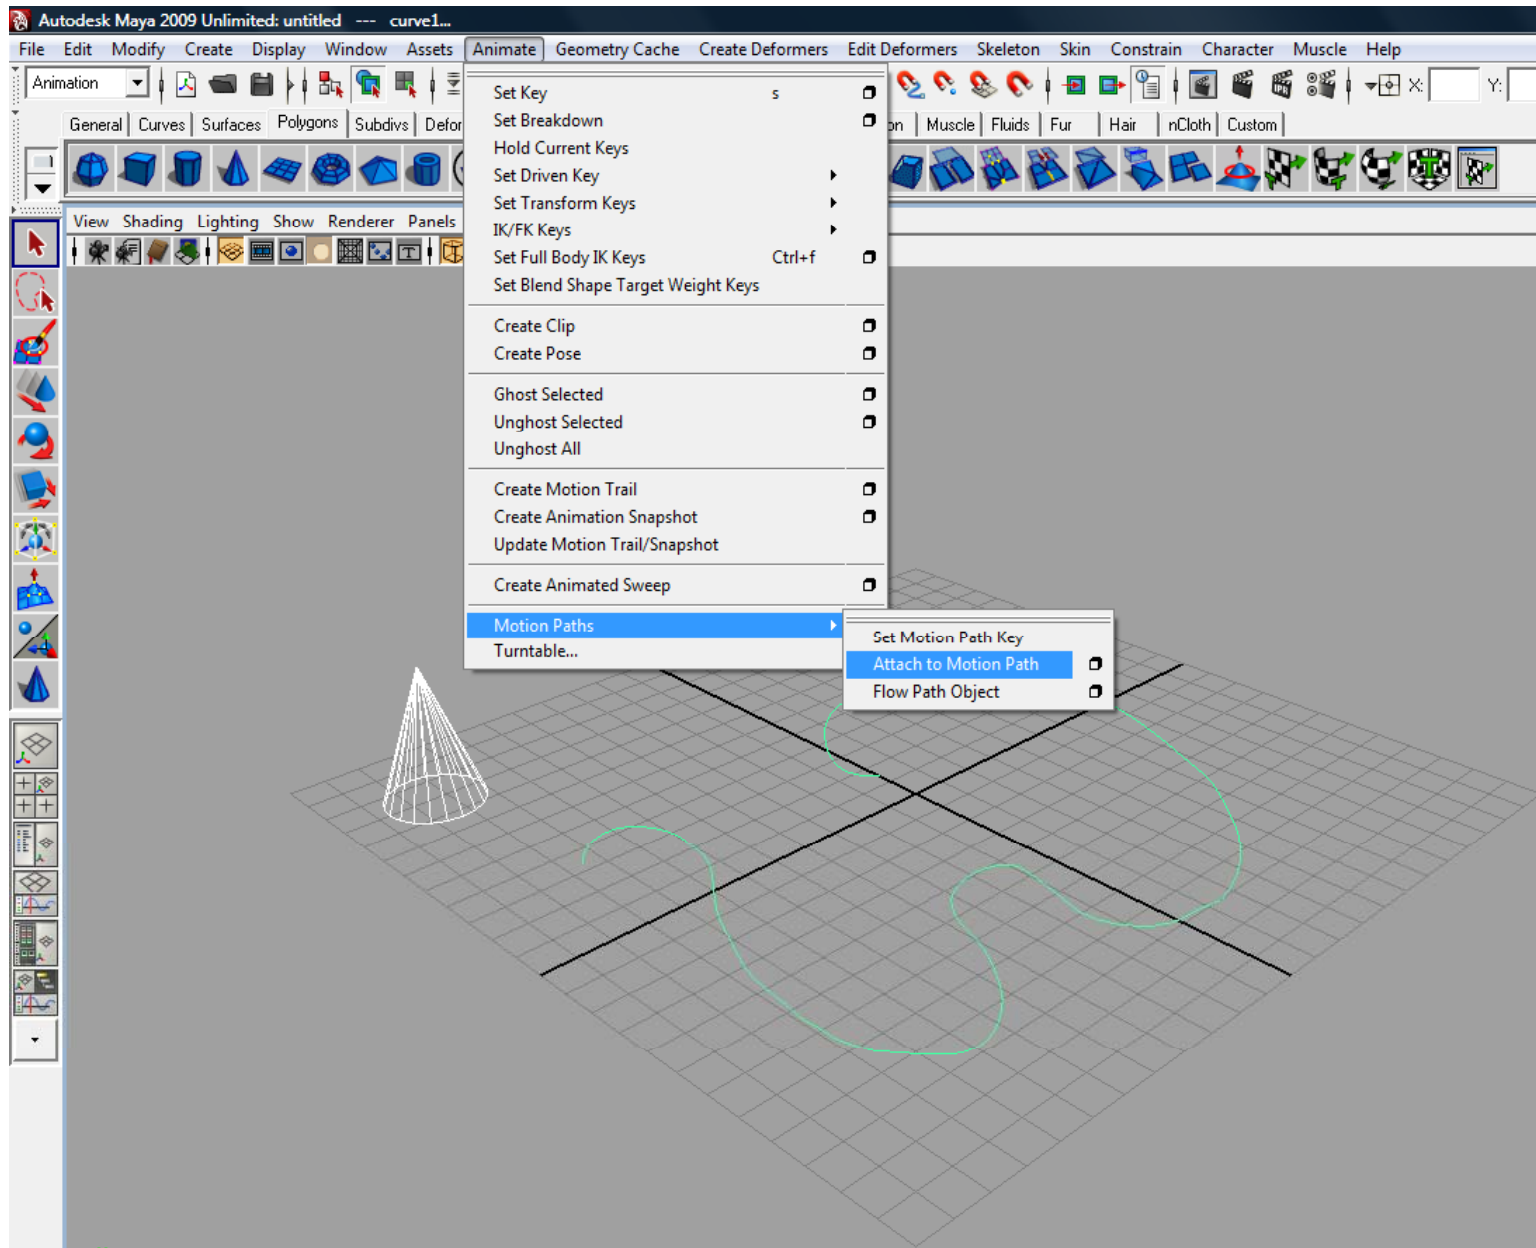 Autodesk Maya 2009 Unlimited: untitled --- curve1...
File Edit Modify Create Display Window Assets Animate Geometry Cache Create Deformers Edit Deformers Skeleton Skin Constrain Character Muscle Help
Animation X: Y:
General Curves Surfaces Polygons Subdivs Defor on Muscle Fluids Fur Hair nCloth Custom
View Shading Lighting Show Renderer Panels
Set Key s
Set Breakdown
Hold Current Keys
Set Driven Key
Set Transform Keys
IK/FK Keys
Set Full Body IK Keys Ctrl+f
Set Blend Shape Target Weight Keys
Create Clip
Create Pose
Ghost Selected
Unghost Selected
Unghost All
Create Motion Trail
Create Animation Snapshot
Update Motion Trail/Snapshot
Create Animated Sweep
Motion Paths
Turntable...
Set Motion Path Key
Attach to Motion Path
Flow Path Object